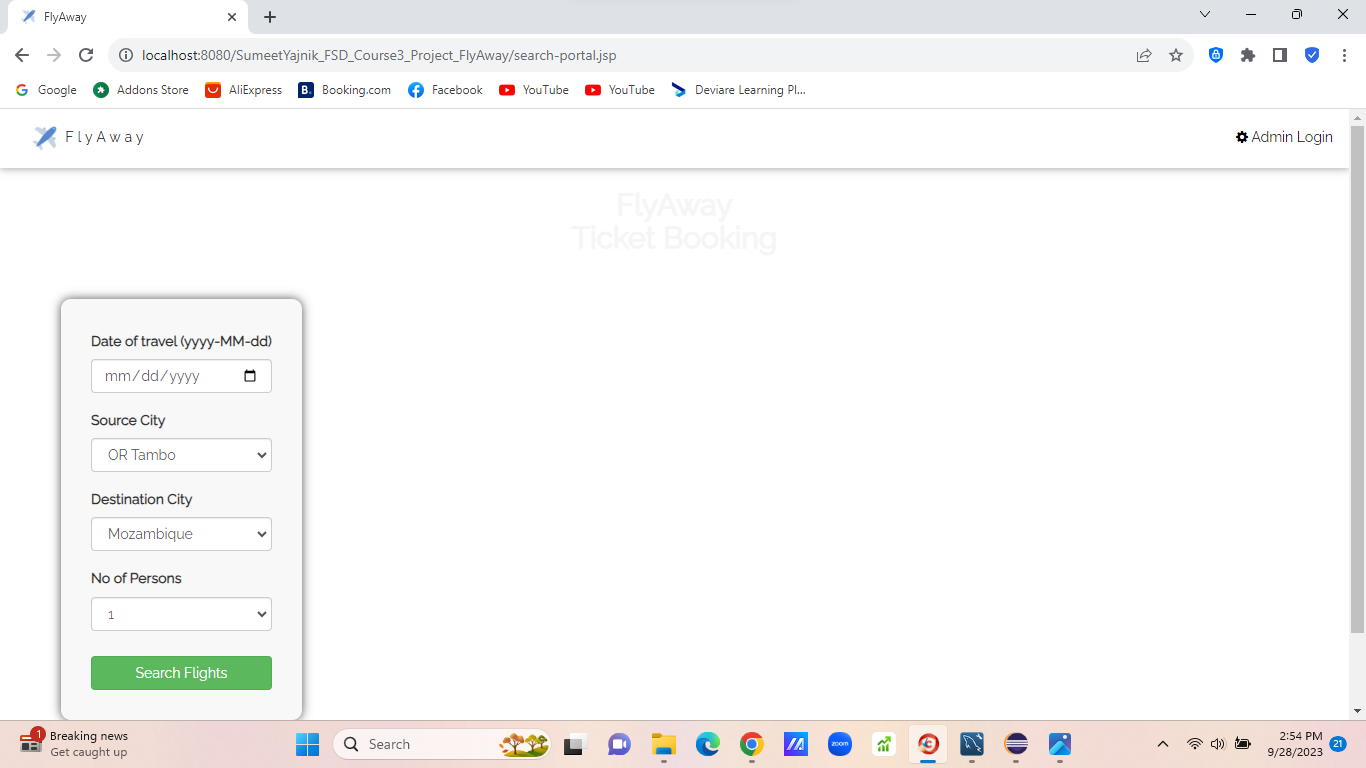 FlyAway
localhost:8080/SumeetYajnik_FSD_Course3_Project_FlyAway/search-portal.jsp
Google Addons Store AliExpress B. Booking.com Facebook YouTube YouTube Deviare Learning Pl...
FlyAway Admin Login
FlyAway
Ticket Booking
Date of travel (yyyy-MM-dd)
mm/dd/yyyy
Source City
OR Tambo
Destination City
Mozambique
No of Persons
1
Search Flights
1 Breaking news
Get caught up
Search
zoom
2:54 PM
9/28/2023
21